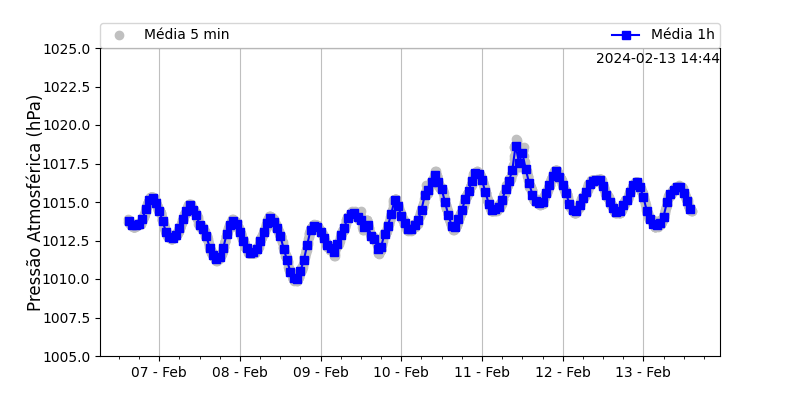 Média 5 min
Média 1h
2024-02-13 14:44
Pressão Atmosférica (hPa)
1025.0
1022.5
1020.0
1017.5
1015.0
1012.5
1010.0
1007.5
1005.0
07 - Feb
08 - Feb
09 - Feb
10 - Feb
11 - Feb
12 - Feb
13 - Feb